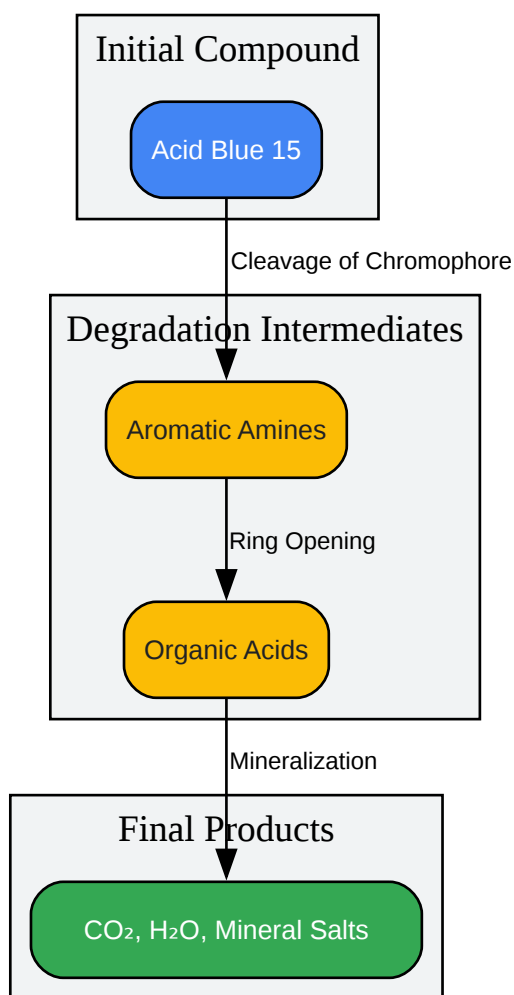 Initial Compound
Acid Blue 15
Cleavage of Chromophore
Degradation Intermediates
Aromatic Amines
Ring Opening
Organic Acids
Mineralization
Final Products
CO₂, H₂O, Mineral Salts